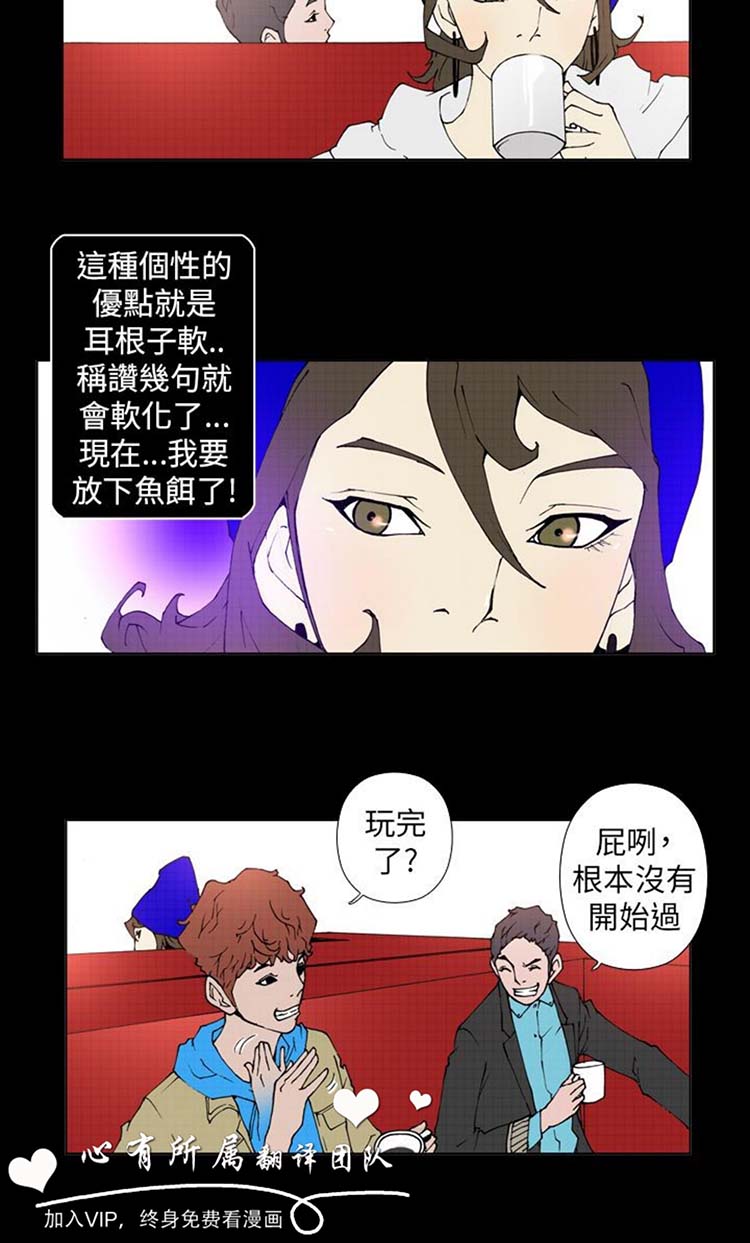 這種個性的
優點就是
耳根子軟..
稱讚幾句就
會軟化了...
現在...我要
放下魚餌了!
玩完
了?
屁咧,
根本沒有
開始過
心有所属翻译团队
加入VIP，终身免费看漫画